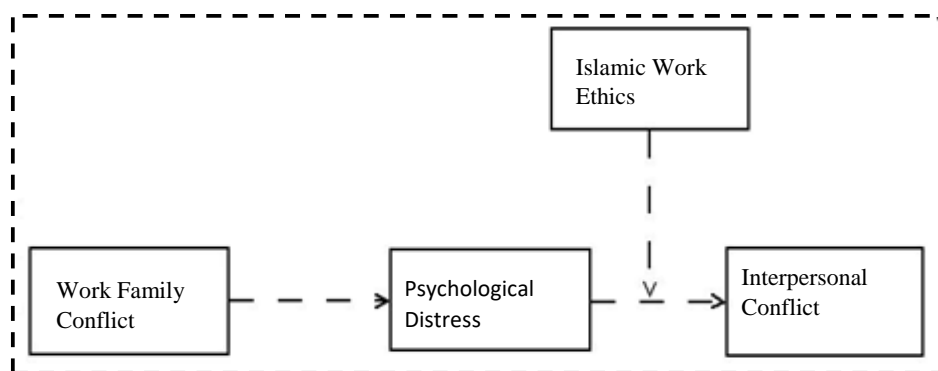 Islamic Work
Ethics
Work Family
Conflict
Psychological
Distress
Interpersonal
Conflict